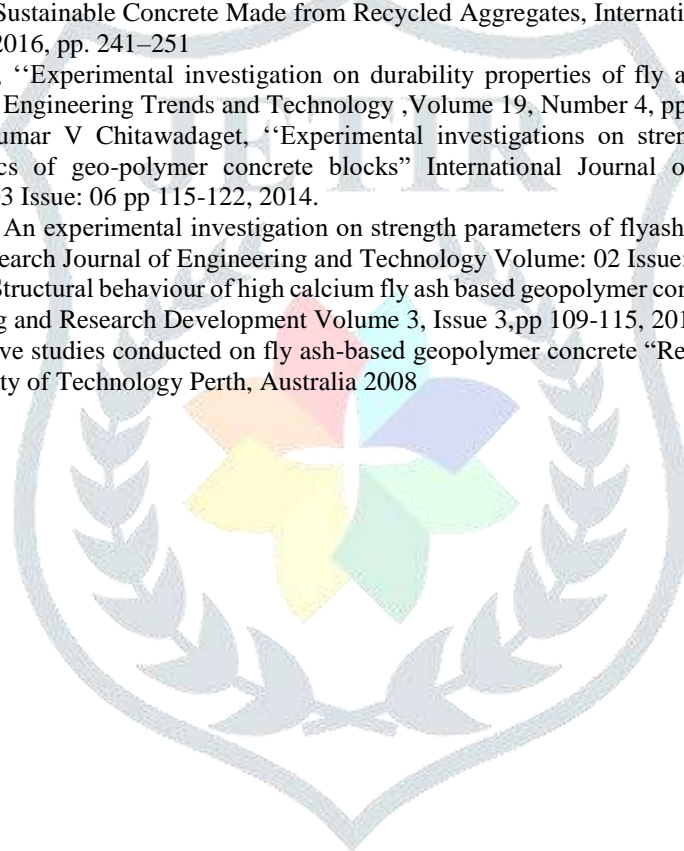 Sustainable Concrete Made from Recycled Aggregates, Internati
2016, pp. 241–251
, ‘‘Experimental investigation on durability properties of fly a
Engineering Trends and Technology ,Volume 19, Number 4, pp
umar V Chitawadaget, ‘‘Experimental investigations on stren
cs of geo-polymer concrete blocks” International Journal o
3 Issue: 06 pp 115-122, 2014.
An experimental investigation on strength parameters of flyash
earch Journal of Engineering and Technology Volume: 02 Issue:
Structural behaviour of high calcium fly ash based geopolymer con
g and Research Development Volume 3, Issue 3,pp 109-115, 201
ve studies conducted on fly ash-based geopolymer concrete “Re
ty of Technology Perth, Australia 2008
JETIR